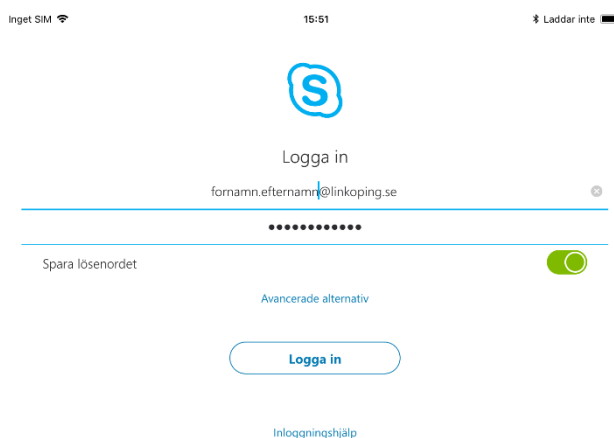 Inget SIM 15:51 Laddar inte
S
Logga in
fornamn.efternamn@linkoping.se
••••••••••••
Spara lösenordet
Avancerade alternativ
Logga in
Inloggningshjälp